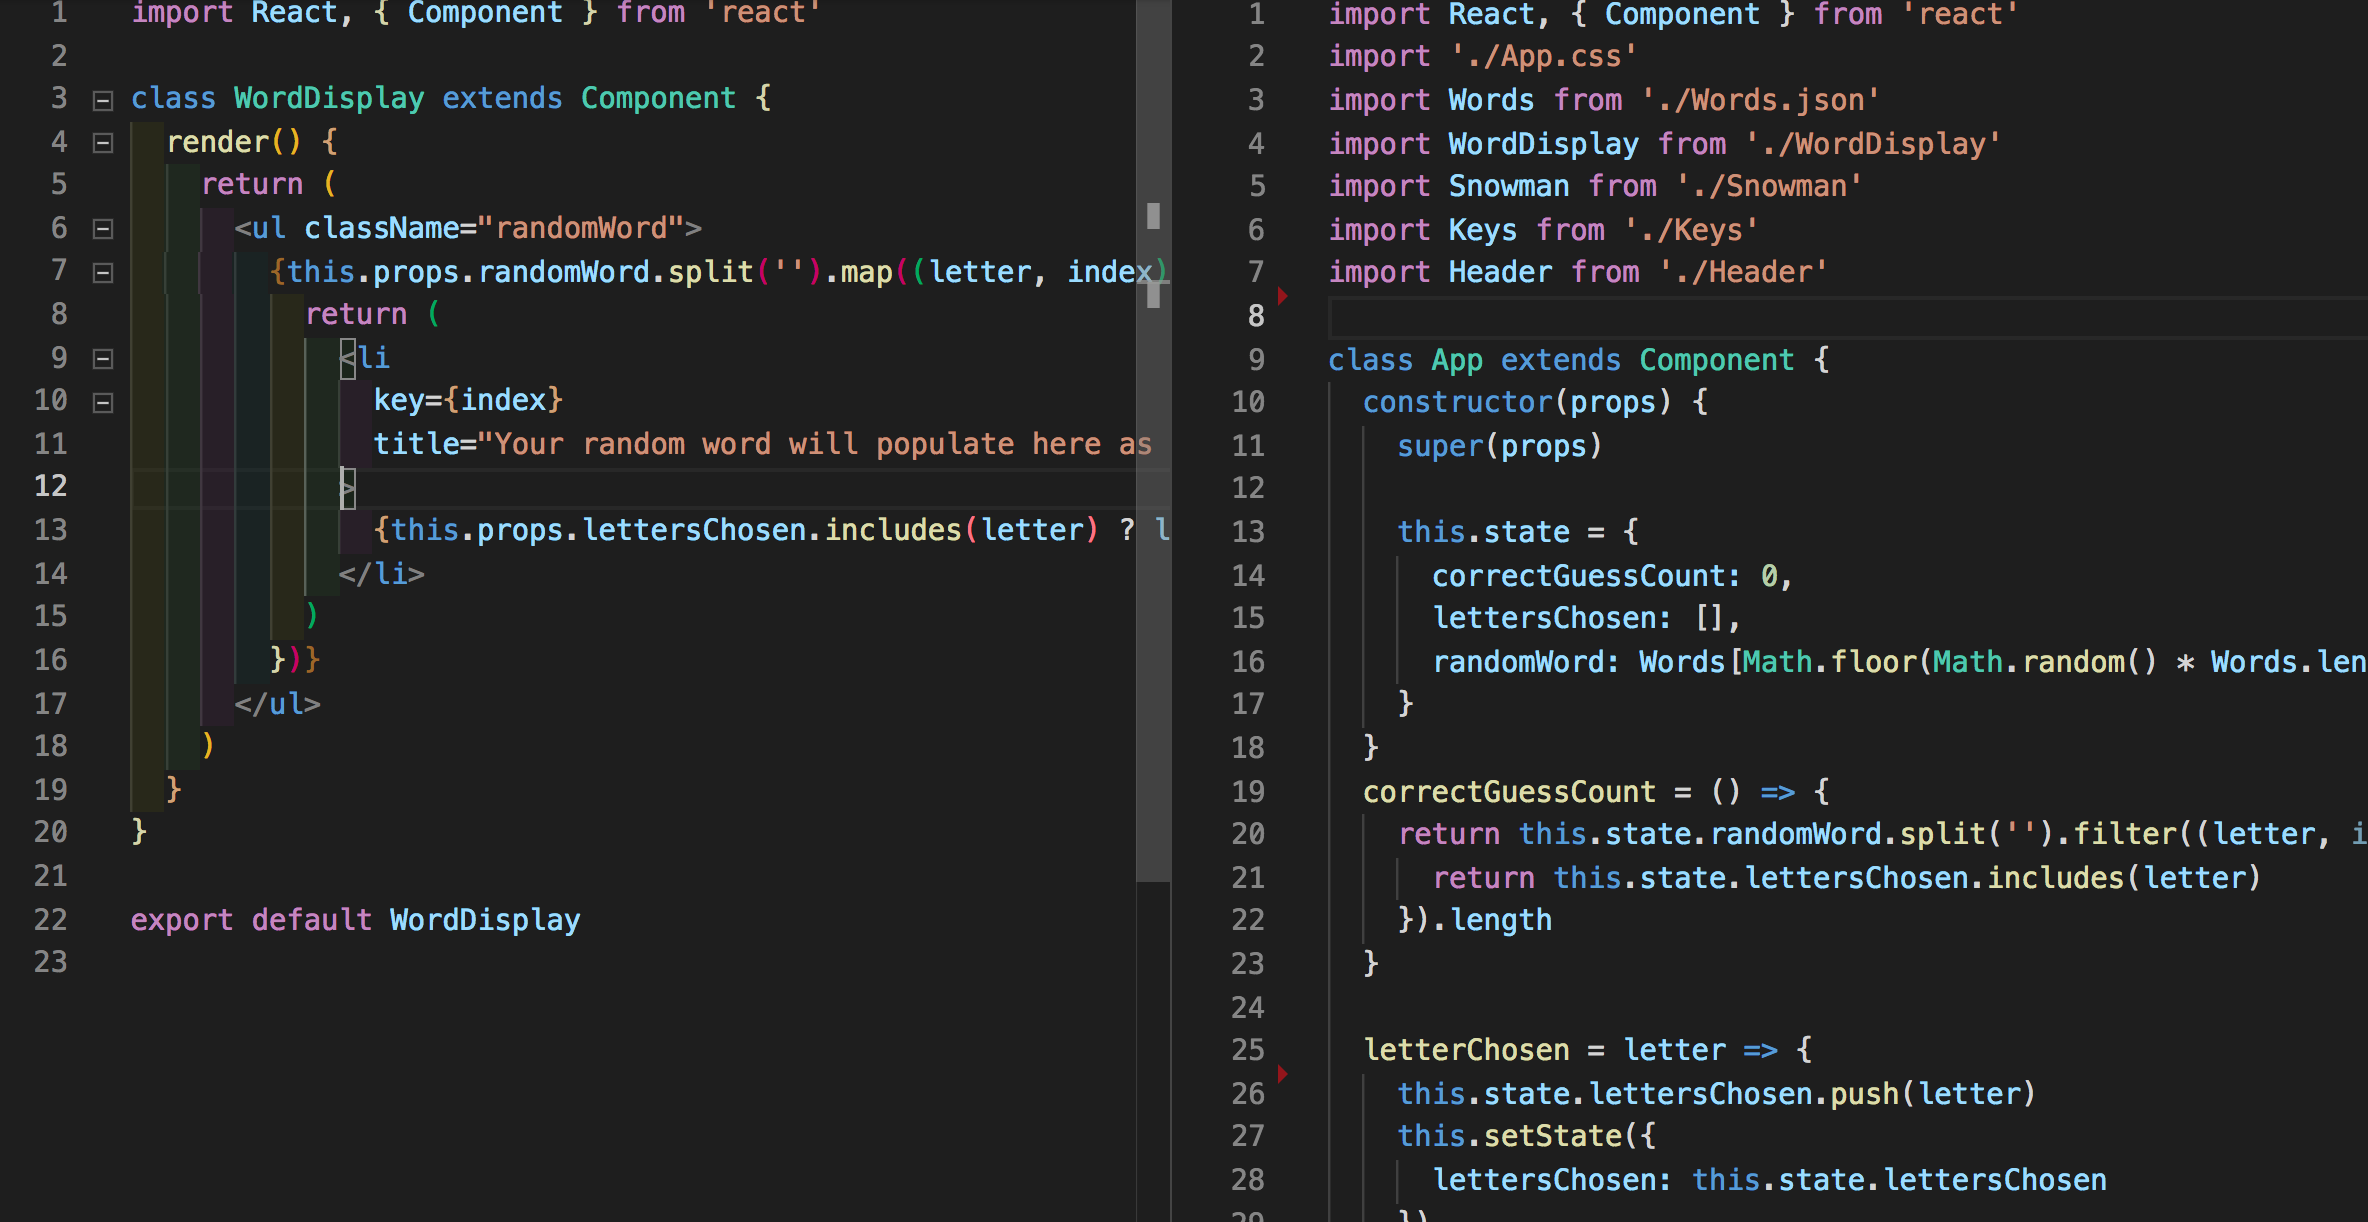 1 import React, { Component } from 'react'
2
3 class WordDisplay extends Component {
4 render() {
5 return (
6 <ul className="randomWord">
7 {this.props.randomWord.split('').map((letter, index)
8 return (
9 <li
10 key={index}
11 title="Your random word will populate here as
12 >
13 {this.props.lettersChosen.includes(letter) ? l
14 </li>
15 )
16 })}
17 </ul>
18 )
19 }
20 }
21
22 export default WordDisplay
23
1 import React, { Component } from 'react'
2 import './App.css'
3 import Words from './Words.json'
4 import WordDisplay from './WordDisplay'
5 import Snowman from './Snowman'
6 import Keys from './Keys'
7 import Header from './Header'
8
9 class App extends Component {
10 constructor(props) {
11 super(props)
12
13 this.state = {
14 correctGuessCount: 0,
15 lettersChosen: [],
16 randomWord: Words[Math.floor(Math.random() * Words.len
17 }
18 }
19 correctGuessCount = () => {
20 return this.state.randomWord.split('').filter((letter, i
21 return this.state.lettersChosen.includes(letter)
22 }).length
23 }
24
25 letterChosen = letter => {
26 this.state.lettersChosen.push(letter)
27 this.setState({
28 lettersChosen: this.state.lettersChosen
29 })